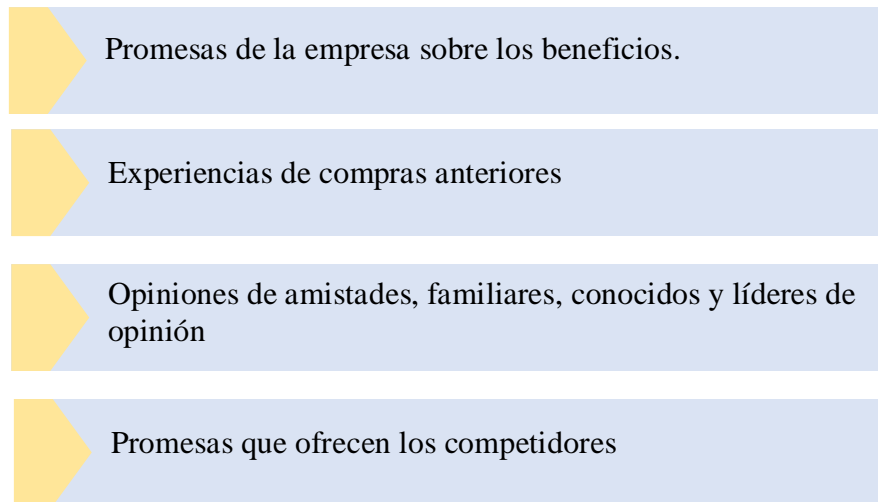 Promesas de la empresa sobre los beneficios.
Experiencias de compras anteriores
Opiniones de amistades, familiares, conocidos y líderes de
opinión
Promesas que ofrecen los competidores